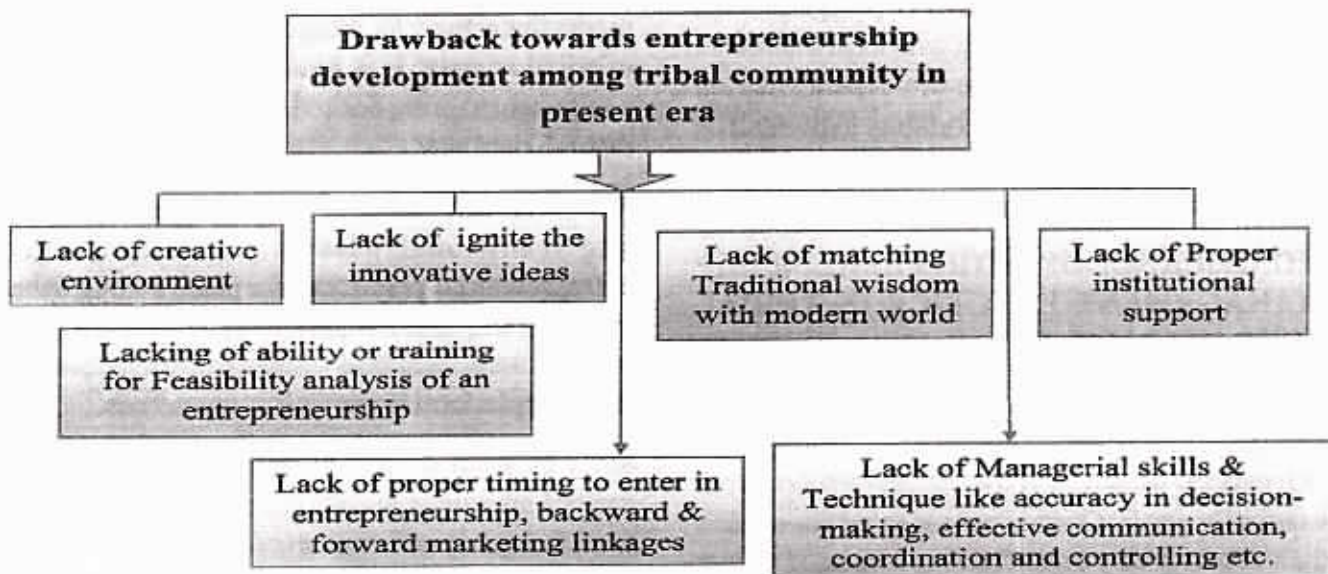 Drawback towards entrepreneurship
development among tribal community in
present era
Lack of creative
environment
Lack of ignite the
innovative ideas
Lack of matching
Traditional wisdom
with modern world
Lack of Proper
institutional
support
Lacking of ability or training
for Feasibility analysis of an
entrepreneurship
Lack of proper timing to enter in
entrepreneurship, backward &
forward marketing linkages
Lack of Managerial skills &
Technique like accuracy in decision-
making, effective communication,
coordination and controlling etc.